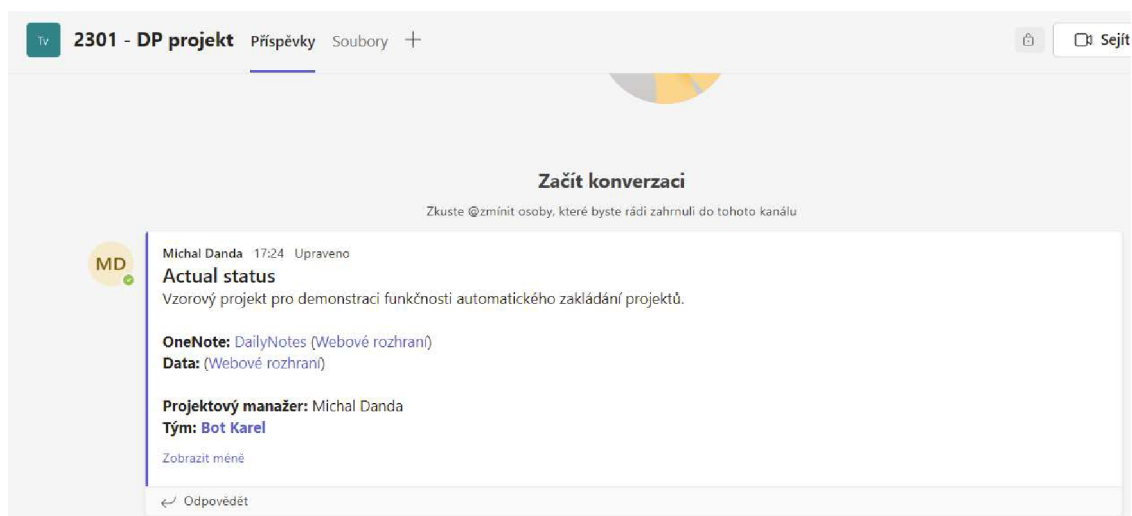 Tv 2301 - DP projekt Příspěvky Soubory Sejít
Začít konverzaci
Zkuste @zmínit osoby, které byste rádi zahrnuli do tohoto kanálu
MD
Michal Danda 17:24 Upraveno
Actual status
Vzorový projekt pro demonstraci funkčnosti automatického zakládání projektů.
OneNote: DailyNotes (Webové rozhraní)
Data: (Webové rozhraní)
Projektový manažer: Michal Danda
Tým: Bot Karel
Zobrazit méně
Odpovědět